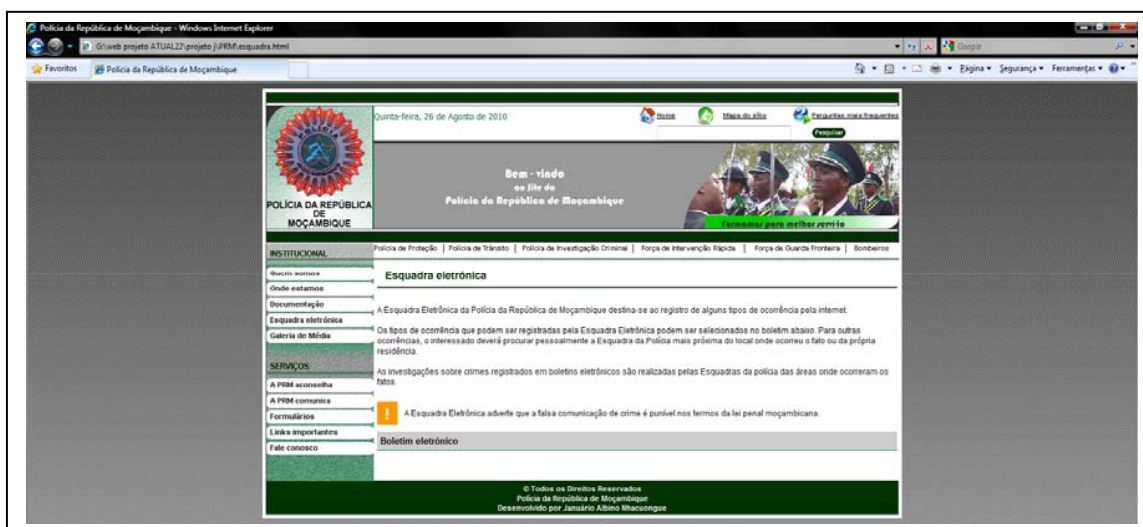 Polícia da República de Moçambique - Windows Internet Explorer
G:\web projeto ATUAL22\projeto j\PRM\esquadra.html
Google
Favoritos
Polícia da República de Moçambique
Página
Segurança
Ferramentas
Quinta-feira, 26 de Agosto de 2010
Home
Mapa do sítio
Perguntas mais frequentes
Pesquisar
POLÍCIA DA REPÚBLICA
DE
MOÇAMBIQUE
Bem - vindo
ao Site da
Polícia da República de Moçambique
Formamos para melhor servi-lo
Polícia de Proteção | Polícia de Trânsito | Polícia de Investigação Criminal | Força de Intervenção Rápida | Força de Guarda Fronteira | Bombeiros
INSTITUCIONAL
Quem somos
Onde estamos
Documentação
Esquadra eletrónica
Galeria de Média
SERVIÇOS
A PRM aconselha
A PRM comunica
Formulários
Links importantes
Fale conosco
Esquadra eletrónica
A Esquadra Eletrônica da Polícia da República de Moçambique destina-se ao registro de alguns tipos de ocorrência pela internet.
Os tipos de ocorrência que podem ser registradas pela Esquadra Eletrônica podem ser selecionados no boletim abaixo. Para outras
ocorrências, o interessado deverá procurar pessoalmente a Esquadra da Polícia mais próxima do local onde ocorreu o fato ou da própria
residência.
As investigações sobre crimes registrados em boletins eletrônicos são realizadas pelas Esquadras da polícia das áreas onde ocorreram os
fatos.
! A Esquadra Eletrônica adverte que a falsa comunicação de crime é punível nos termos da lei penal moçambicana.
Boletim eletrónico
© Todos os Direitos Reservados
Polícia da República de Moçambique
Desenvolvido por Januário Albino Nhacuongue